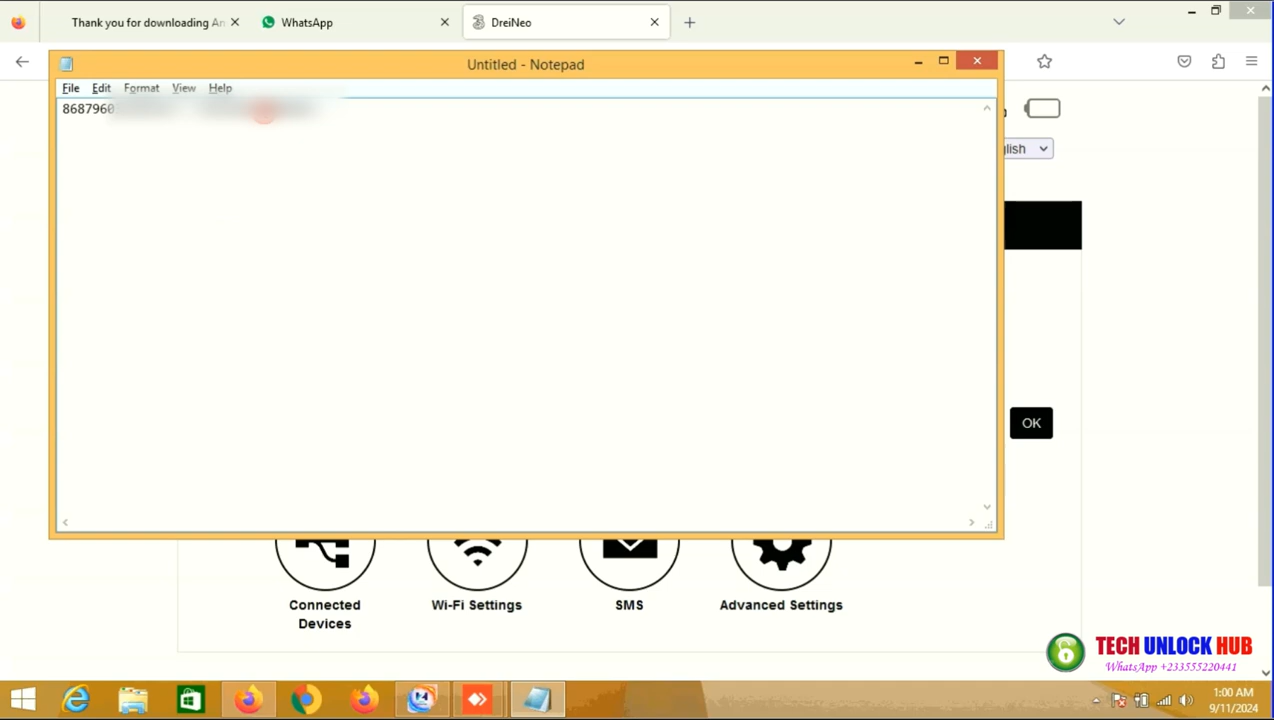 Thank you for downloading An
WhatsApp
DreiNeo
Untitled - Notepad
File Edit Format View Help
8687960
glish
OK
Connected
Devices
Wi-Fi Settings
SMS
Advanced Settings
TECH UNLOCK HUB
WhatsApp +233555220441
1:00 AM
9/11/2024